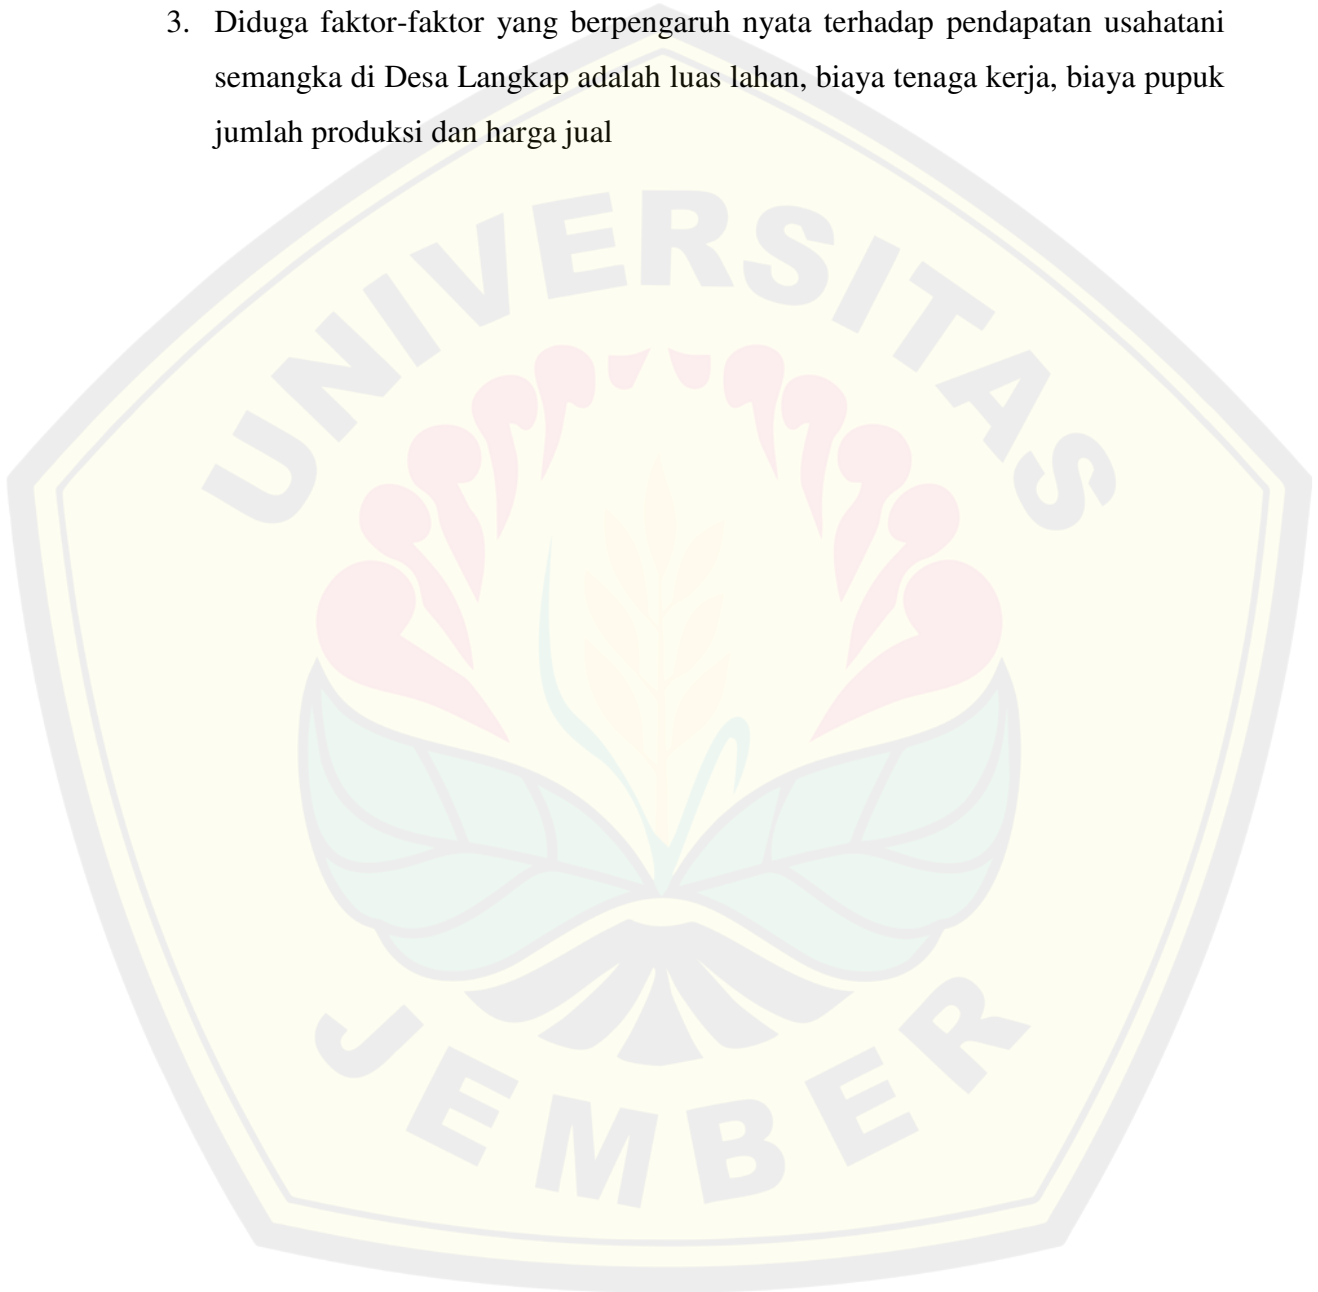 3. Diduga faktor-faktor yang berpengaruh nyata terhadap pendapatan usahatani
semangka di Desa Langkap adalah luas lahan, biaya tenaga kerja, biaya pupuk
jumlah produksi dan harga jual
UNIVERSITAS
JEMBER